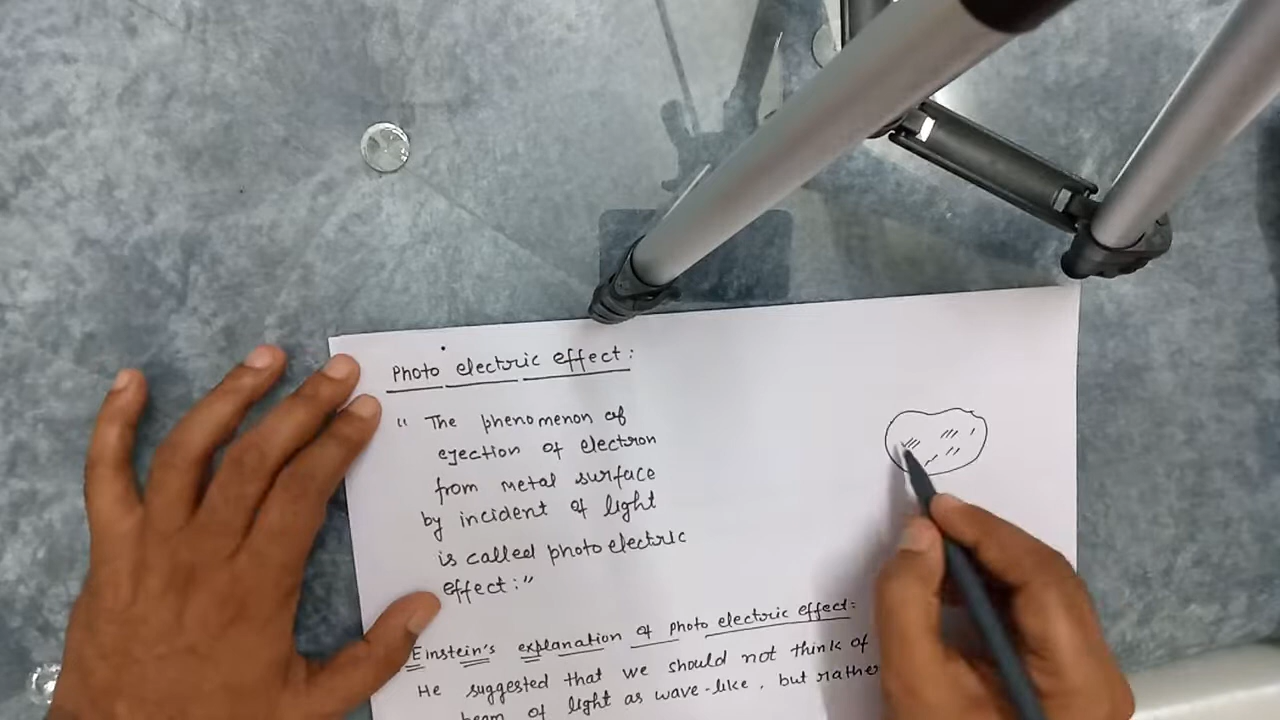 Photo electric effect:
“ The phenomenon of
ejection of electron
from metal surface
by incident of light
is called photo electric
effect:”
Einstein's explanation of photo electric effect:
He suggested that we should not think of
beam of light as wave-like, but rather